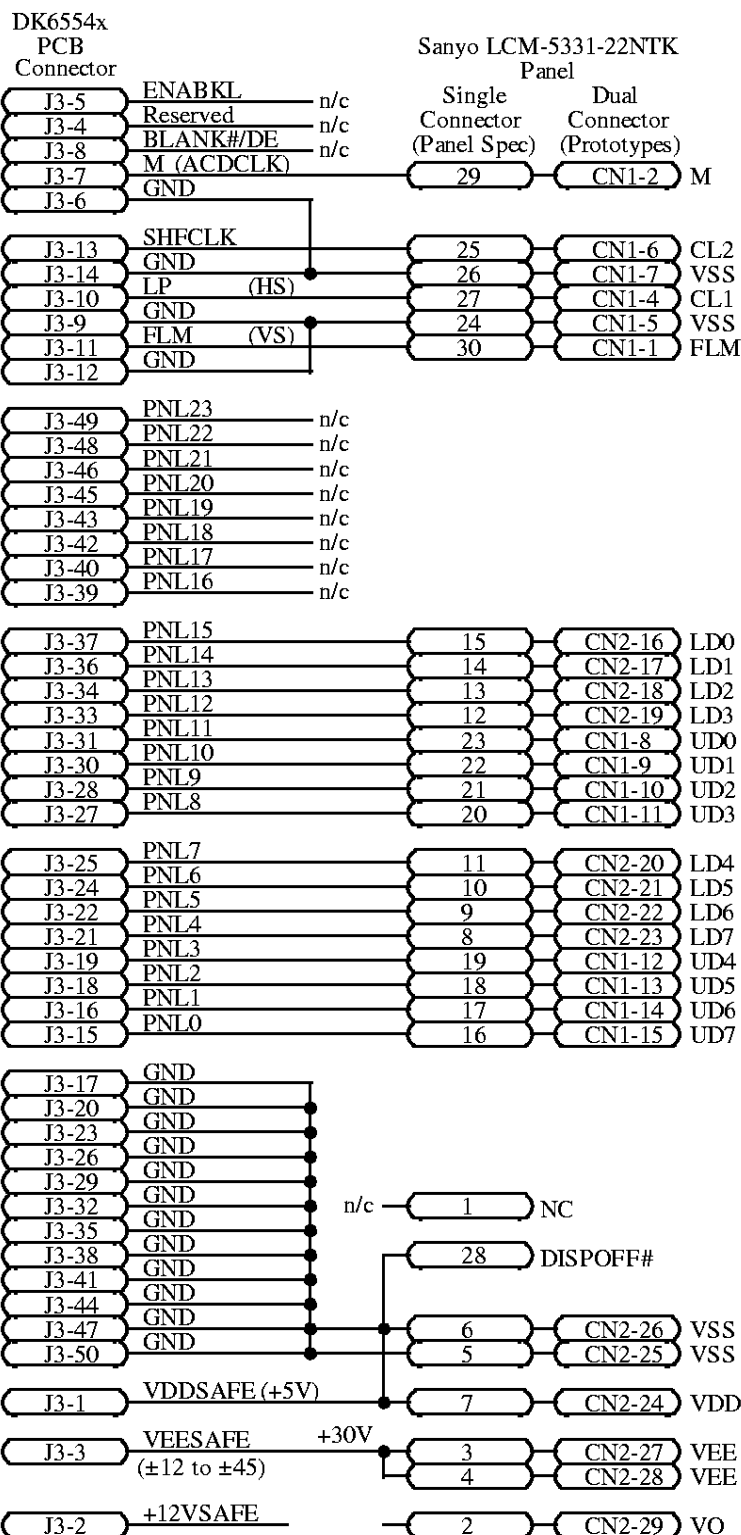 DK6554x
PCB
Connector
Sanyo LCM-5331-22NTK
Panel
Single
Connector
(Panel Spec)
Dual
Connector
(Prototypes)
J3-5 ENABKL n/c
J3-4 Reserved n/c
J3-8 BLANK#/DE n/c
J3-7 M (ACDCLK) 29 CN1-2 M
J3-6 GND
J3-13 SHFCLK 25 CN1-6 CL2
J3-14 GND 26 CN1-7 VSS
J3-10 LP (HS) 27 CN1-4 CL1
J3-9 GND 24 CN1-5 VSS
J3-11 FLM (VS) 30 CN1-1 FLM
J3-12 GND
J3-49 PNL23 n/c
J3-48 PNL22 n/c
J3-46 PNL21 n/c
J3-45 PNL20 n/c
J3-43 PNL19 n/c
J3-42 PNL18 n/c
J3-40 PNL17 n/c
J3-39 PNL16 n/c
J3-37 PNL15 15 CN2-16 LD0
J3-36 PNL14 14 CN2-17 LD1
J3-34 PNL13 13 CN2-18 LD2
J3-33 PNL12 12 CN2-19 LD3
J3-31 PNL11 23 CN1-8 UD0
J3-30 PNL10 22 CN1-9 UD1
J3-28 PNL9 21 CN1-10 UD2
J3-27 PNL8 20 CN1-11 UD3
J3-25 PNL7 11 CN2-20 LD4
J3-24 PNL6 10 CN2-21 LD5
J3-22 PNL5 9 CN2-22 LD6
J3-21 PNL4 8 CN2-23 LD7
J3-19 PNL3 19 CN1-12 UD4
J3-18 PNL2 18 CN1-13 UD5
J3-16 PNL1 17 CN1-14 UD6
J3-15 PNL0 16 CN1-15 UD7
J3-17 GND
J3-20 GND
J3-23 GND
J3-26 GND
J3-29 GND
J3-32 GND n/c 1 NC
J3-35 GND
J3-38 GND 28 DISPOFF#
J3-41 GND
J3-44 GND
J3-47 GND 6 CN2-26 VSS
J3-50 GND 5 CN2-25 VSS
J3-1 VDDSAFE (+5V) 7 CN2-24 VDD
J3-3 VEESAFE +30V 3 CN2-27 VEE
(±12 to ±45) 4 CN2-28 VEE
J3-2 +12VSAFE 2 CN2-29 VO